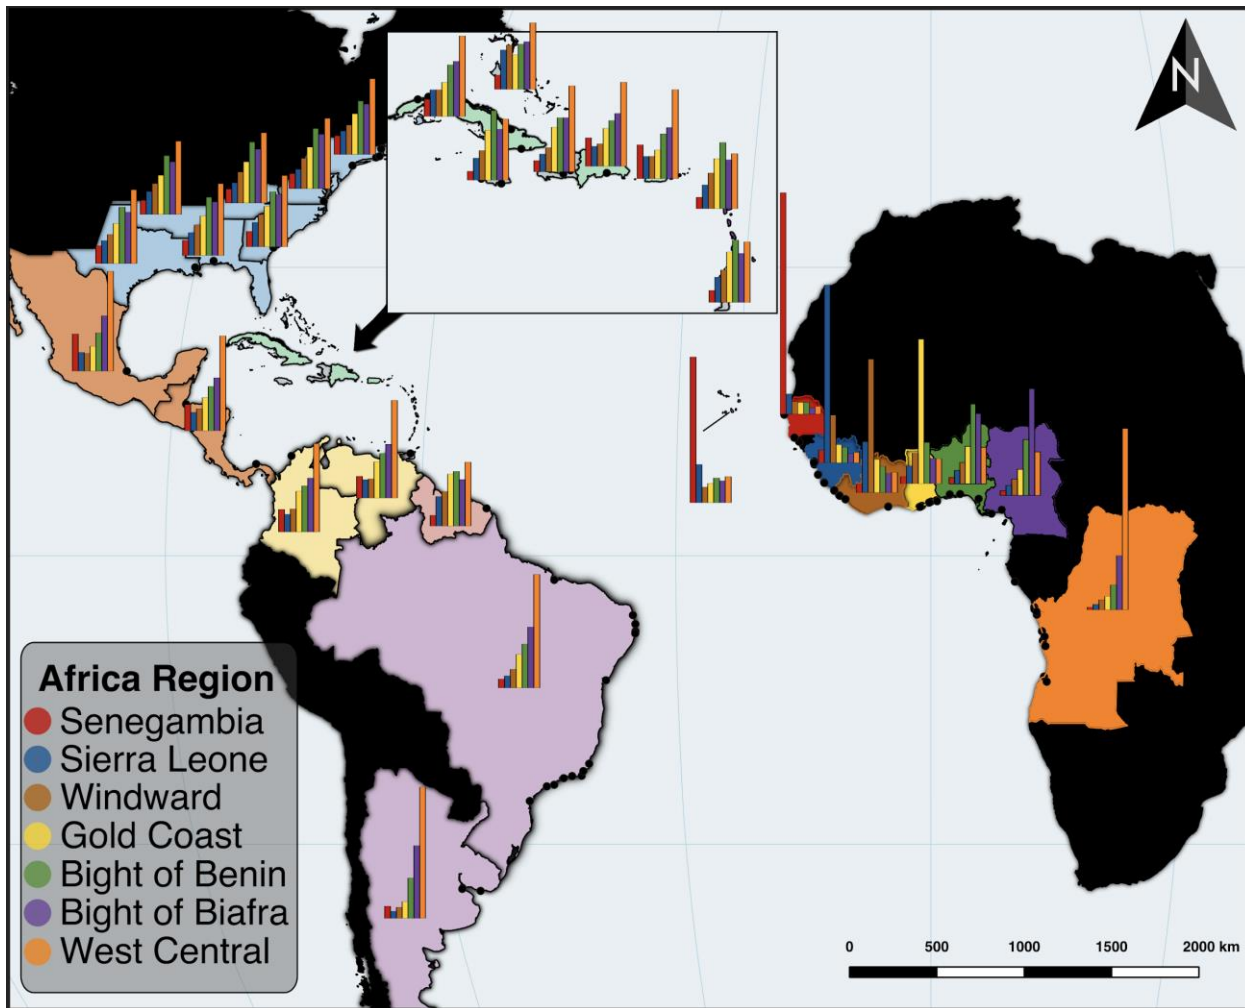 N
Africa Region
Senegambia
Sierra Leone
Windward
Gold Coast
Bight of Benin
Bight of Biafra
West Central
0 500 1000 1500 2000 km